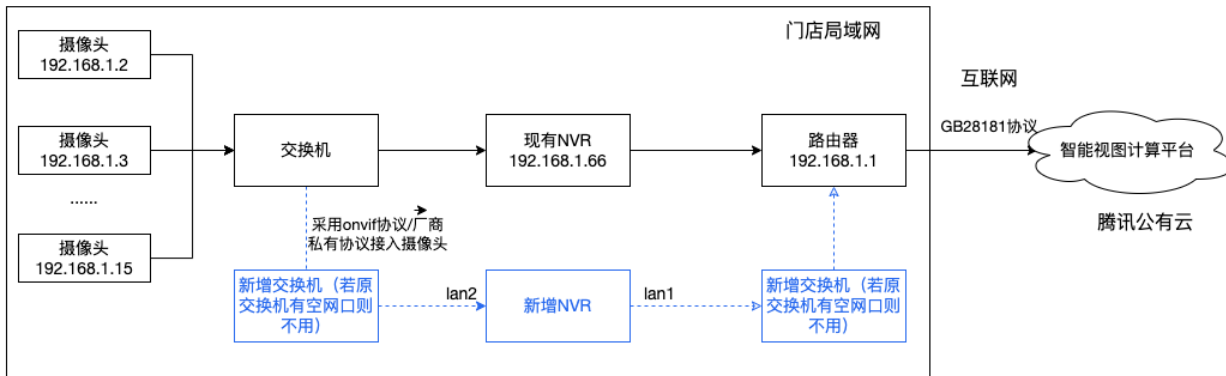 门店局域网
摄像头
192.168.1.2
摄像头
192.168.1.3
......
摄像头
192.168.1.15
交换机
现有NVR
192.168.1.66
路由器
192.168.1.1
互联网
GB28181协议
智能视图计算平台
腾讯公有云
采用onvif协议/厂商
私有协议接入摄像头
新增交换机（若原
交换机有空网口则
不用）
lan2
新增NVR
lan1
新增交换机（若原
交换机有空网口则
不用）